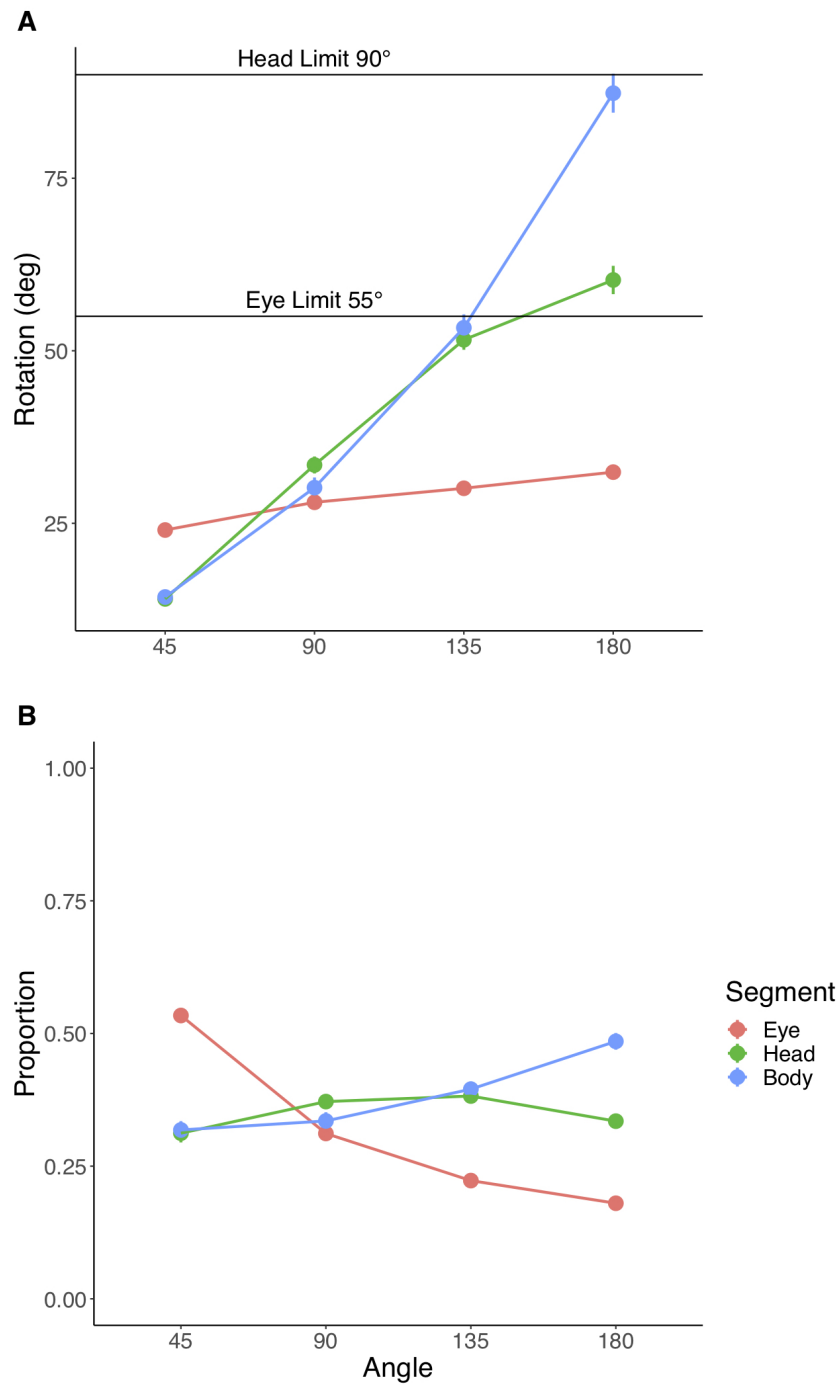 A
Head Limit 90°
75
Eye Limit 55°
50
25
Rotation (deg)
45 90 135 180
B
1.00
0.75
0.50
0.25
0.00
Proportion
45 90 135 180
Angle
Segment
Eye
Head
Body